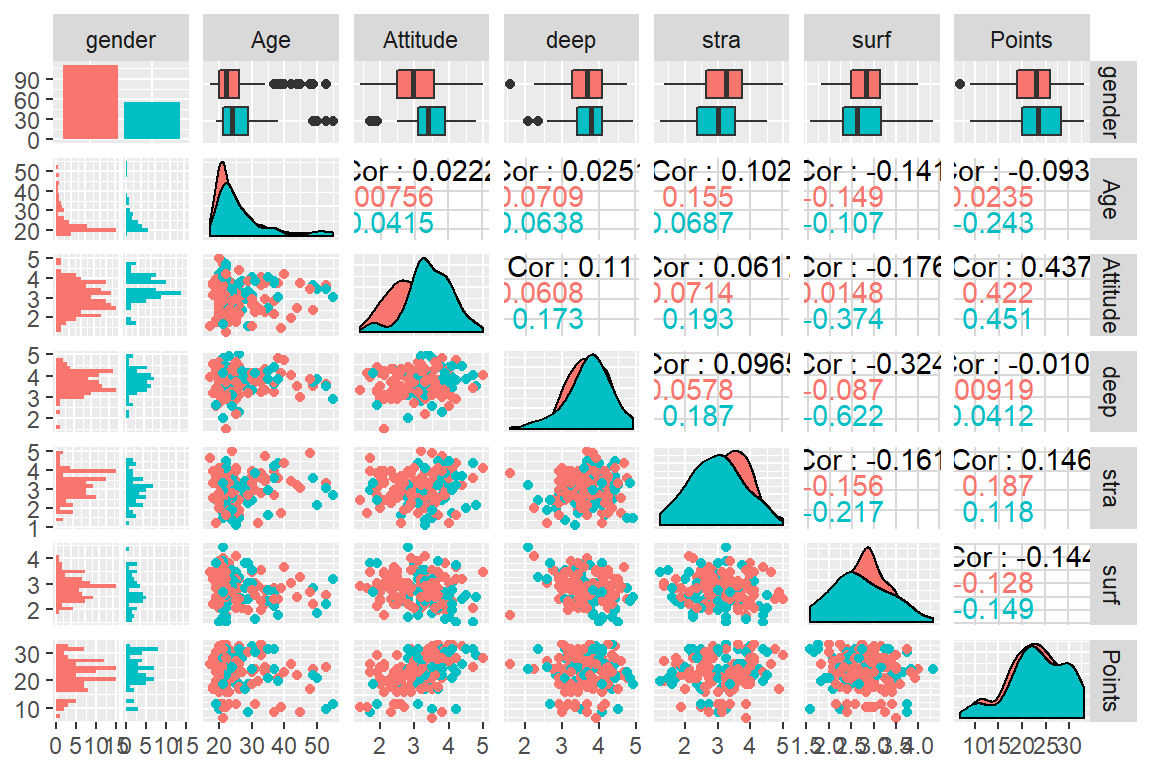 gender Age Attitude deep stra surf Points
90
60
30
0
gender
50
40
30
20
Cor : 0.0222 Cor : 0.0251 Cor : 0.102 Cor : -0.141 Cor : -0.093
00756 0.0709 0.155 -0.149 0.0235
0.0415 0.0638 0.0687 -0.107 -0.243
Age
5
4
3
2
Cor : 0.11 Cor : 0.0617 Cor : -0.176 Cor : 0.437
0.0608 0.0714 0.0148 0.422
0.173 0.193 -0.374 0.451
Attitude
5
4
3
2
Cor : 0.0965 Cor : -0.324 Cor : -0.010
0.0578 -0.087 00919
0.187 -0.622 0.0412
deep
5
4
3
2
1
Cor : -0.161 Cor : 0.146
-0.156 0.187
-0.217 0.118
stra
4
3
2
Cor : -0.144
-0.128
-0.149
surf
30
20
10
Points
0 5 10 15 0 5 10 15 20 30 40 50 2 3 4 5 2 3 4 5 2 3 4 5 1.5 2.0 2.5 3.0 3.5 4.0 10 15 20 25 30